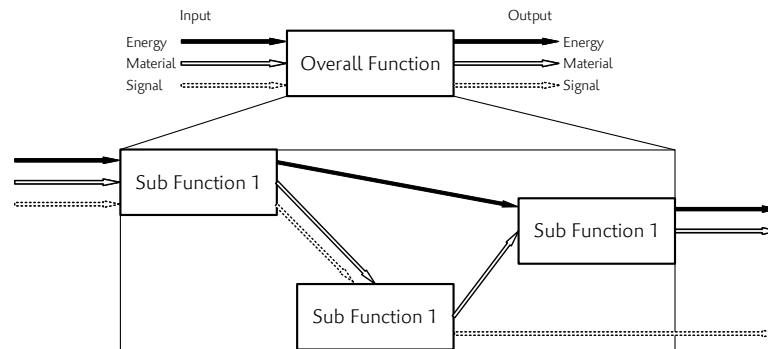 Input
Output
Energy
Material
Signal
Overall Function
Energy
Material
Signal
Sub Function 1
Sub Function 1
Sub Function 1